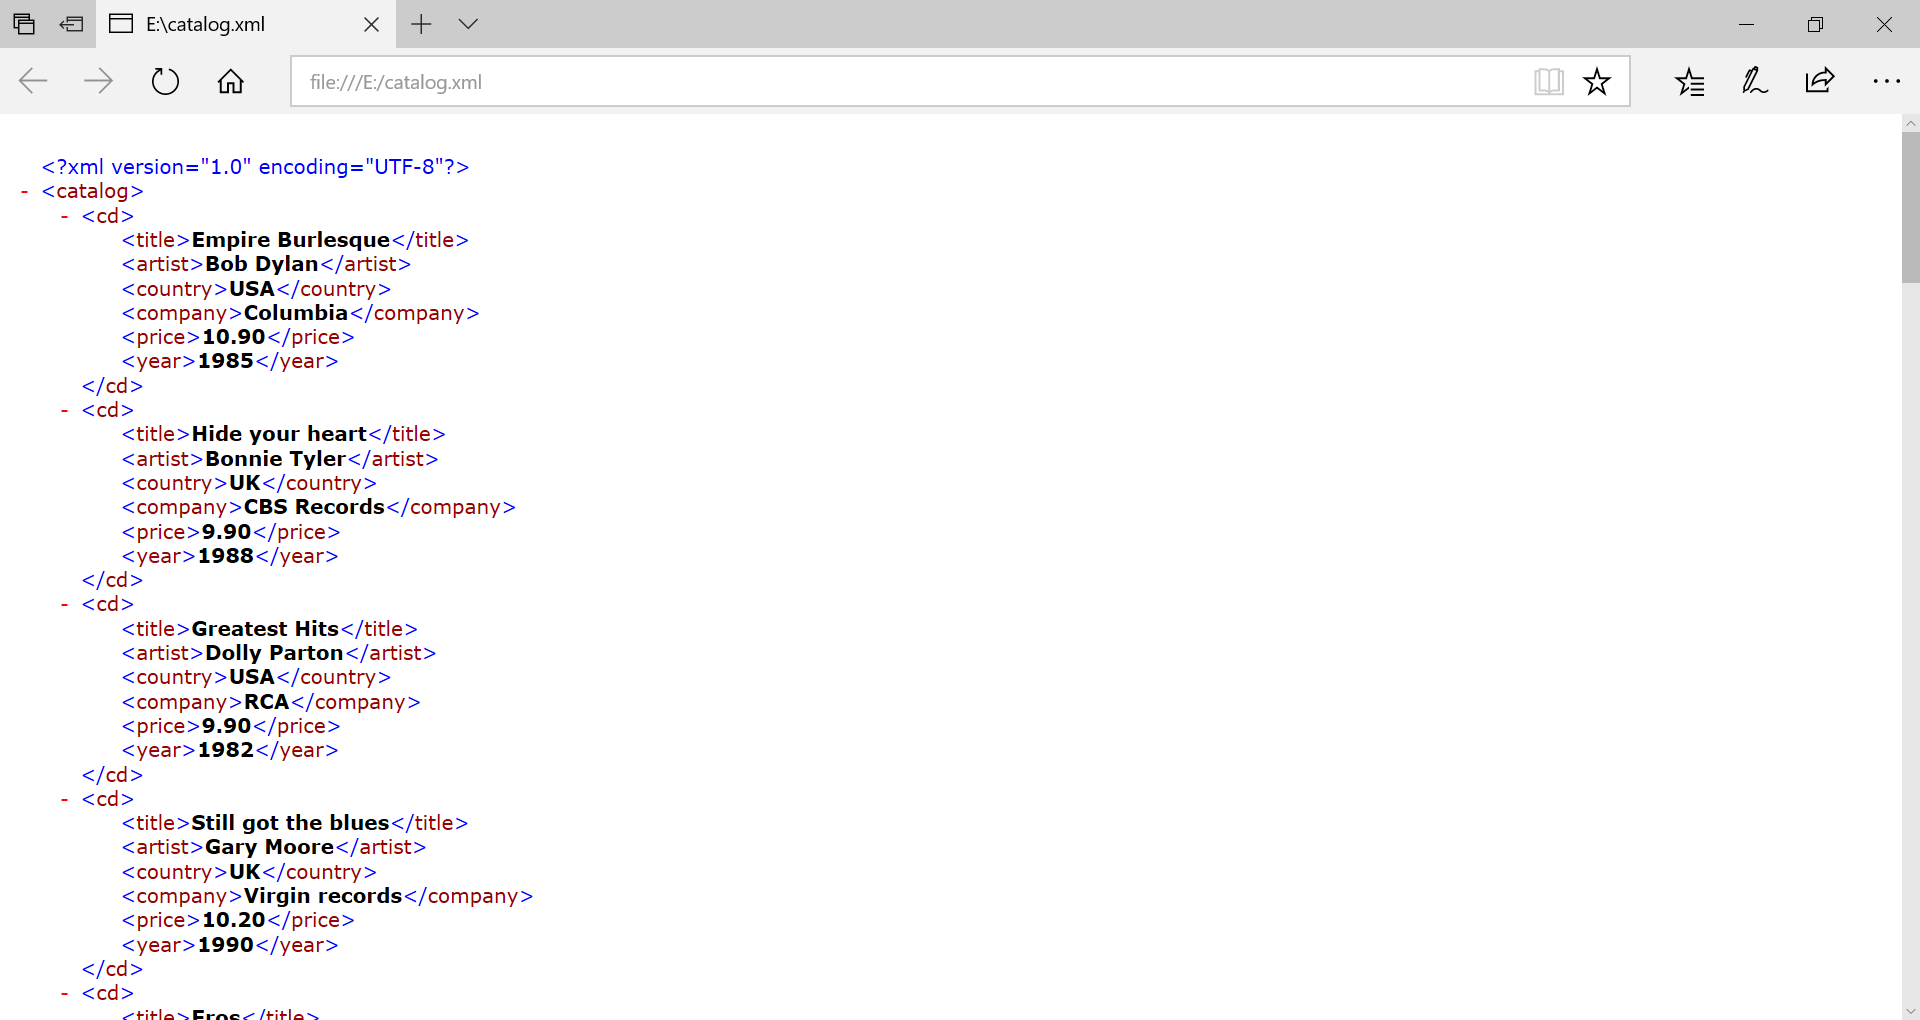 E:\catalog.xml
file:///E:/catalog.xml
<?xml version="1.0" encoding="UTF-8"?>
- <catalog>
- <cd>
<title>Empire Burlesque</title>
<artist>Bob Dylan</artist>
<country>USA</country>
<company>Columbia</company>
<price>10.90</price>
<year>1985</year>
</cd>
- <cd>
<title>Hide your heart</title>
<artist>Bonnie Tyler</artist>
<country>UK</country>
<company>CBS Records</company>
<price>9.90</price>
<year>1988</year>
</cd>
- <cd>
<title>Greatest Hits</title>
<artist>Dolly Parton</artist>
<country>USA</country>
<company>RCA</company>
<price>9.90</price>
<year>1982</year>
</cd>
- <cd>
<title>Still got the blues</title>
<artist>Gary Moore</artist>
<country>UK</country>
<company>Virgin records</company>
<price>10.20</price>
<year>1990</year>
</cd>
- <cd>
<title>Eros</title>